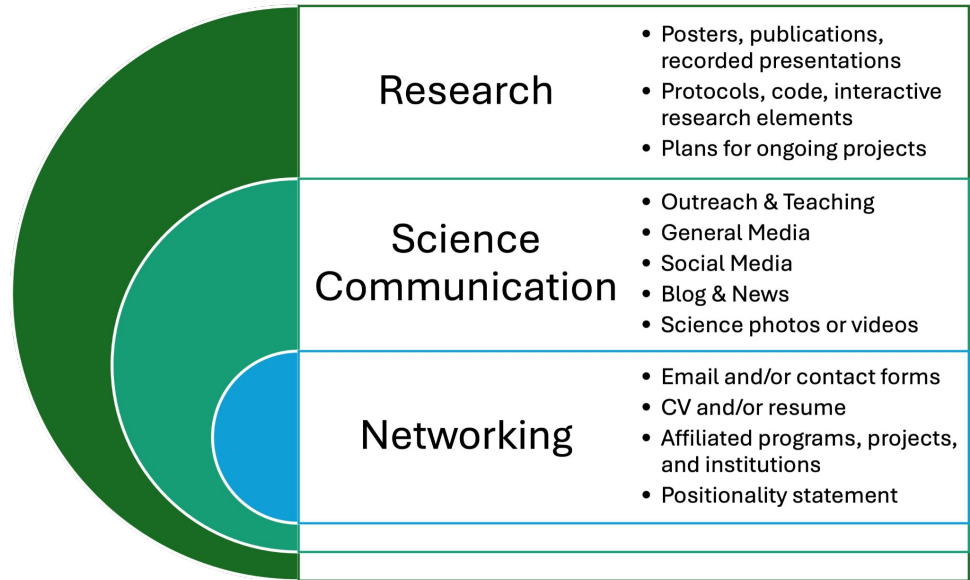 Research
• Posters, publications,
recorded presentations
• Protocols, code, interactive
research elements
• Plans for ongoing projects
Science
Communication
• Outreach & Teaching
• General Media
• Social Media
• Blog & News
• Science photos or videos
Networking
• Email and/or contact forms
• CV and/or resume
• Affiliated programs, projects,
and institutions
• Positionality statement